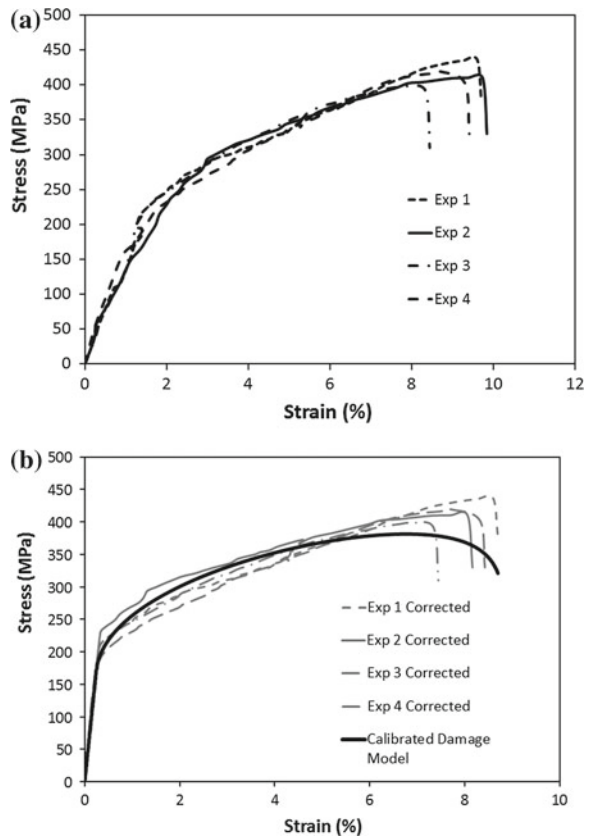 (a)
500
450
400
350
300
250
200
150
100
50
0
Stress (MPa)
Exp 1
Exp 2
Exp 3
Exp 4
0 2 4 6 8 10 12
Strain (%)
(b)
500
450
400
350
300
250
200
150
100
50
0
Stress (MPa)
Exp 1 Corrected
Exp 2 Corrected
Exp 3 Corrected
Exp 4 Corrected
Calibrated Damage
Model
0 2 4 6 8 10
Strain (%)